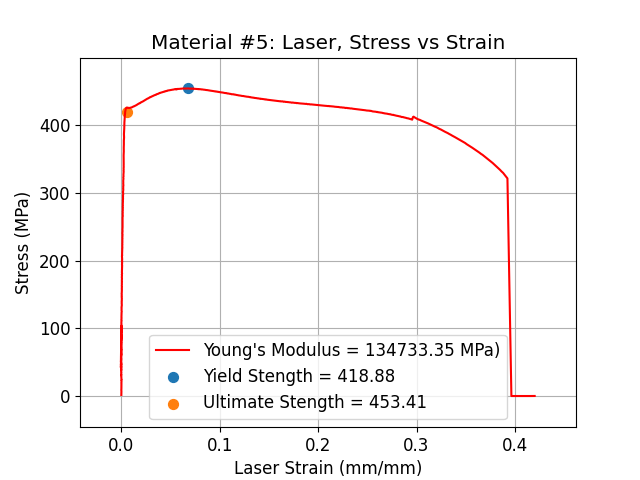 Material #5: Laser, Stress vs Strain
Stress (MPa)
400
300
200
100
0
Young's Modulus = 134733.35 MPa)
Yield Stength = 418.88
Ultimate Stength = 453.41
0.0 0.1 0.2 0.3 0.4
Laser Strain (mm/mm)